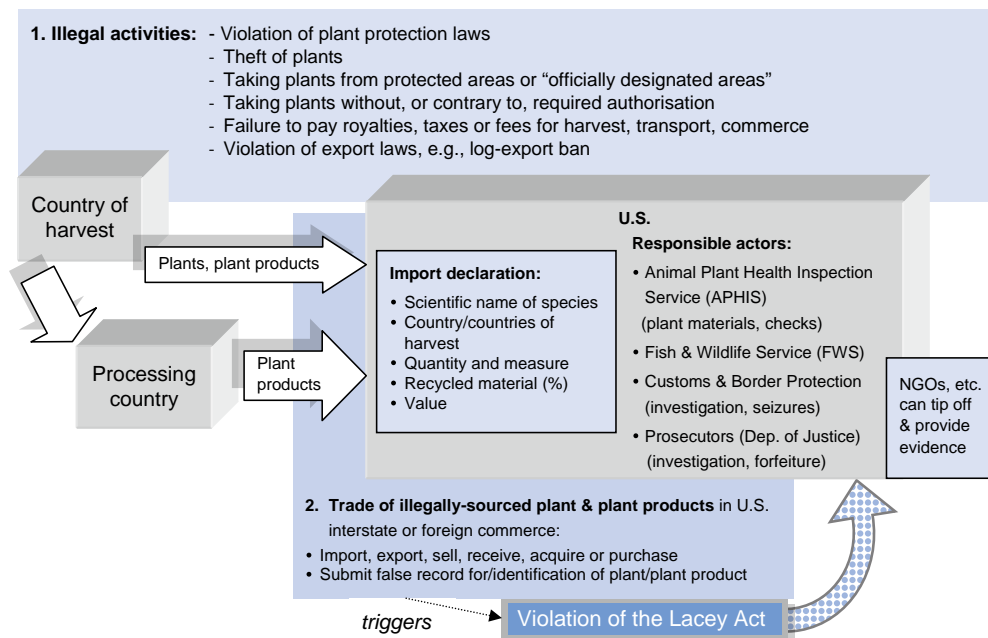 1. Illegal activities: - Violation of plant protection laws
- Theft of plants
- Taking plants from protected areas or “officially designated areas”
- Taking plants without, or contrary to, required authorisation
- Failure to pay royalties, taxes or fees for harvest, transport, commerce
- Violation of export laws, e.g., log-export ban
Country of
harvest
Plants, plant products
Processing
country
Plant
products
U.S.
Import declaration:
• Scientific name of species
• Country/countries of
harvest
• Quantity and measure
• Recycled material (%)
• Value
Responsible actors:
• Animal Plant Health Inspection
Service (APHIS)
(plant materials, checks)
• Fish & Wildlife Service (FWS)
• Customs & Border Protection
(investigation, seizures)
• Prosecutors (Dep. of Justice)
(investigation, forfeiture)
NGOs, etc.
can tip off
& provide
evidence
2. Trade of illegally-sourced plant & plant products in U.S.
interstate or foreign commerce:
• Import, export, sell, receive, acquire or purchase
• Submit false record for/identification of plant/plant product
triggers
Violation of the Lacey Act